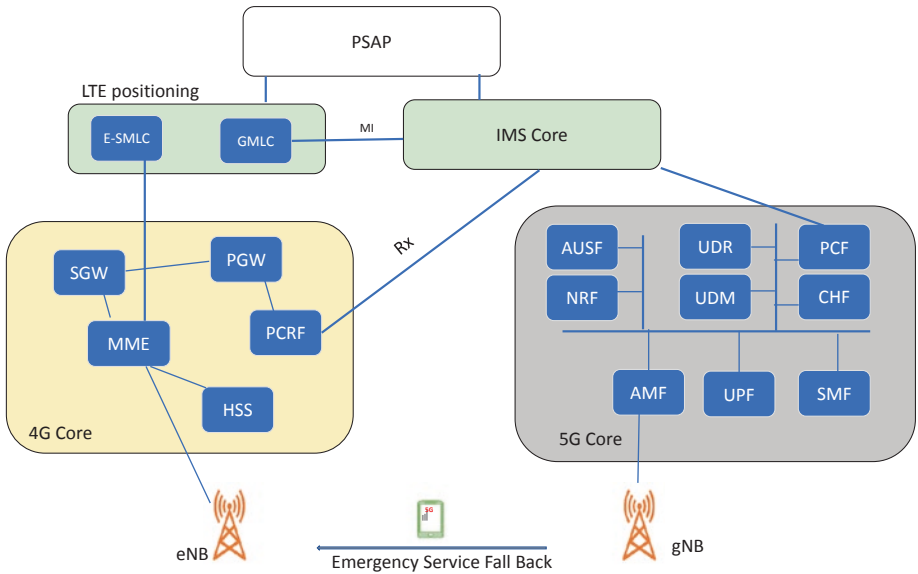 PSAP
LTE positioning
E-SMLC
GMLC
MI
IMS Core
Rx
SGW
PGW
MME
PCRF
HSS
4G Core
AUSF
UDR
PCF
NRF
UDM
CHF
AMF
UPF
SMF
5G Core
5G
eNB
gNB
Emergency Service Fall Back